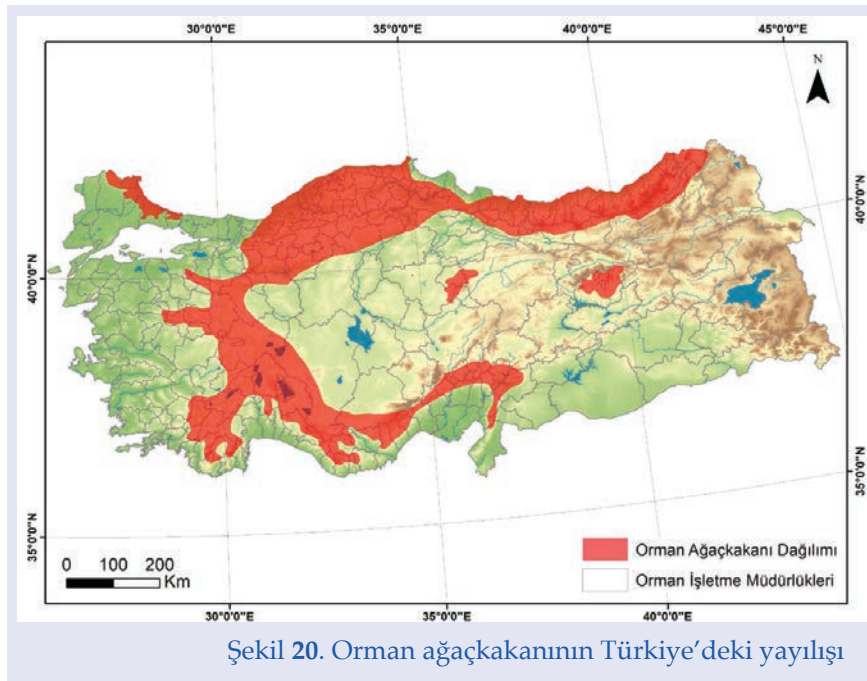 30°0'0"E 35°0'0"E 40°0'0"E 45°0'0"E
N
40°0'0"N
40°0'0"N
35°0'0"N
35°0'0"N
0 100 200
Km
Orman Ağaçkakanı Dağılımı
Orman İşletme Müdürlükleri
30°0'0"E 35°0'0"E 40°0'0"E
Şekil 20. Orman ağaçkakanının Türkiye'deki yayılışı